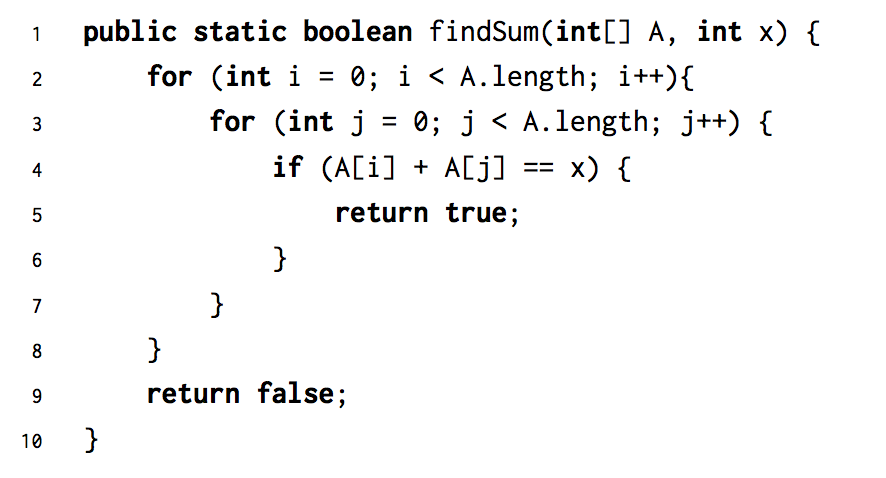 1 public static boolean findSum(int[] A, int x) {
2 for (int i = 0; i < A.length; i++){
3 for (int j = 0; j < A.length; j++) {
4 if (A[i] + A[j] == x) {
5 return true;
6 }
7 }
8 }
9 return false;
10 }